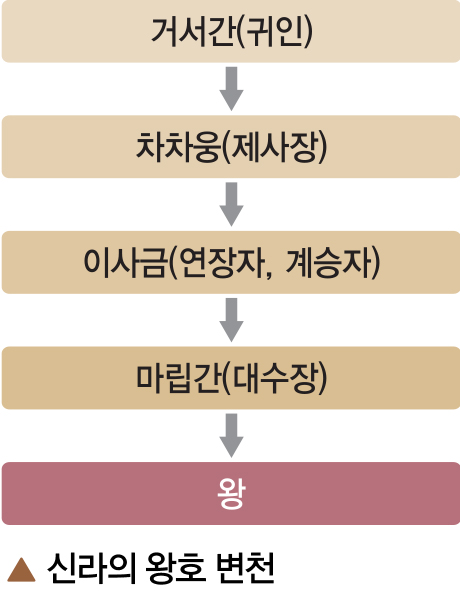 거서간(귀인)
차차웅(제사장)
이사금(연장자, 계승자)
마립간(대수장)
왕
▲ 신라의 왕호 변천